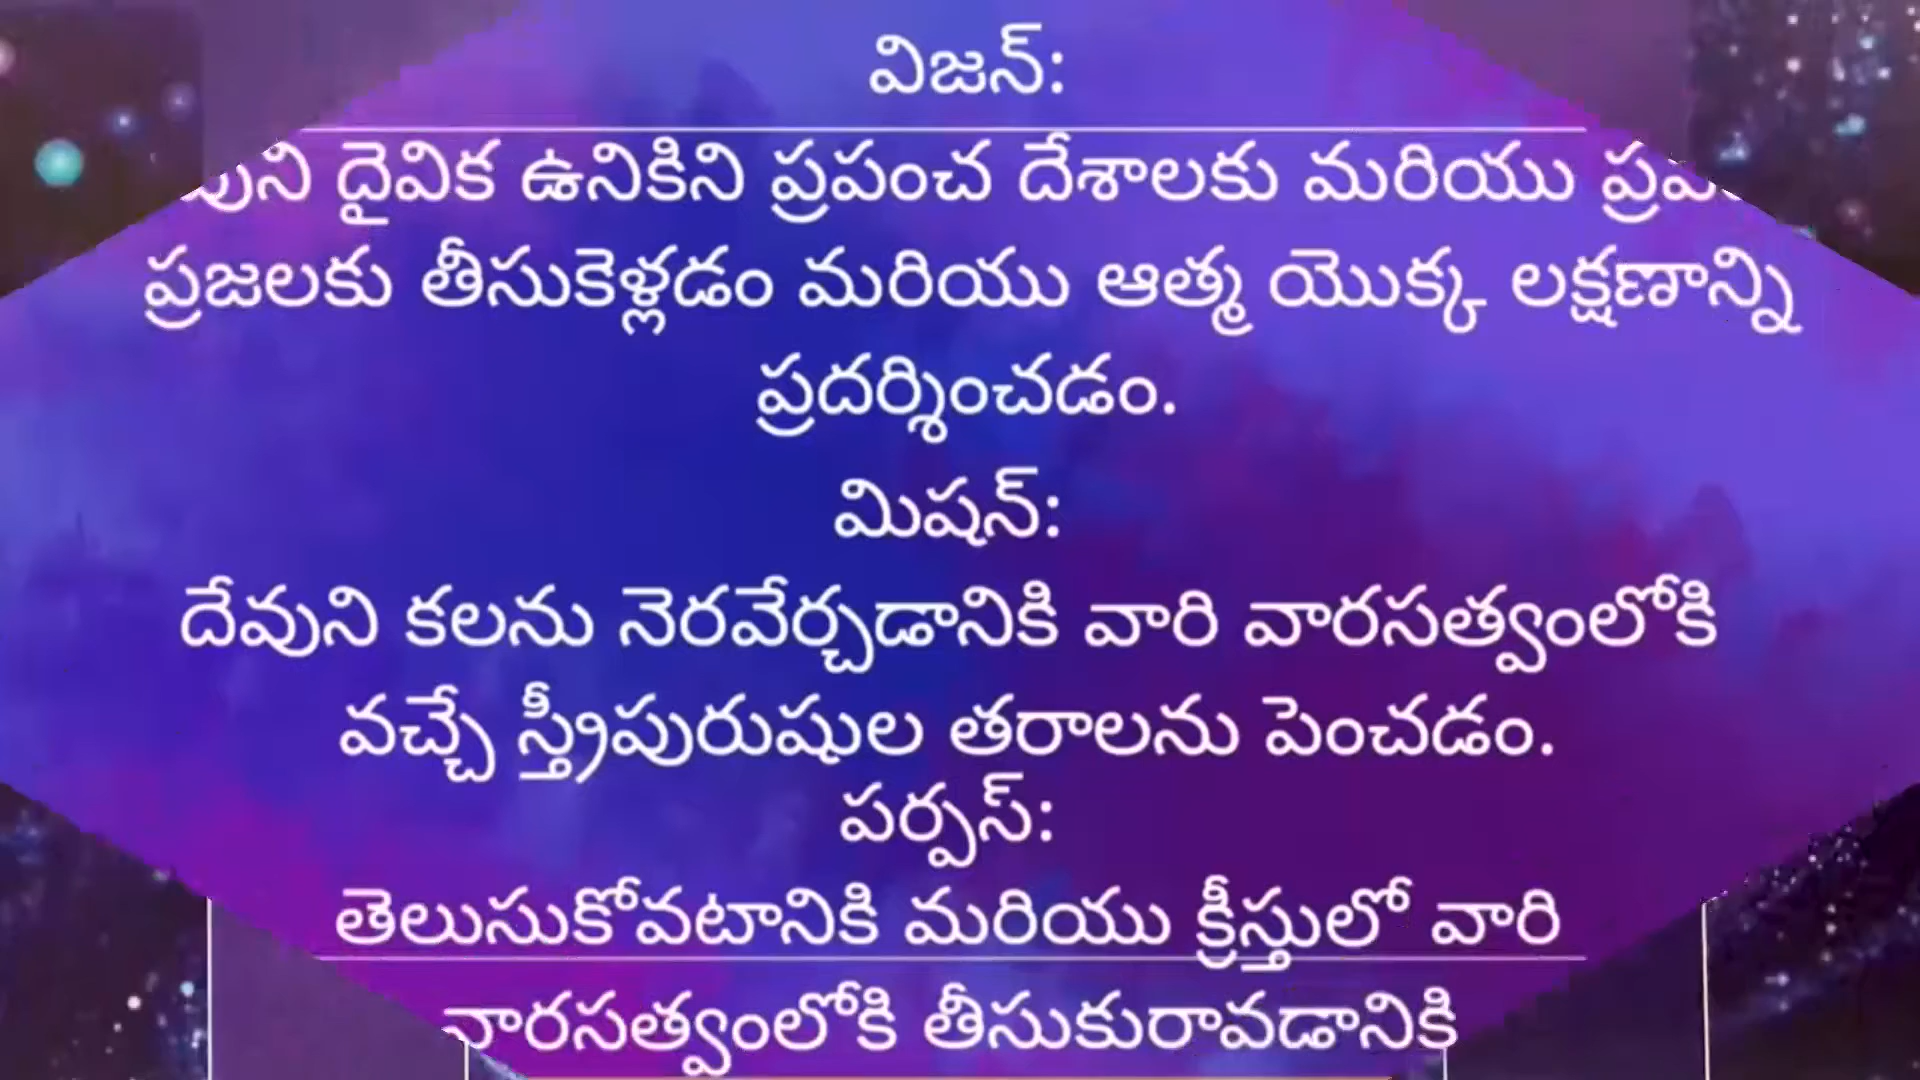 విజన్:
దైవిక ఉనికిని ప్రపంచ దేశాలకు మరియు
ప్రజలకు తీసుకెళ్లడం మరియు ఆత్మ యొక్క లక్షణాన్ని
ప్రదర్శించడం.
మిషన్:
దేవుని కలను నెరవేర్చడానికి వారి వారసత్వంలోకి
వచ్చే స్త్రీపురుషుల తరాలను పెంచడం.
పర్పస్:
తెలుసుకోవటానికి మరియు క్రీస్తులో వారి
వారసత్వంలోకి తీసుకురావడానికి